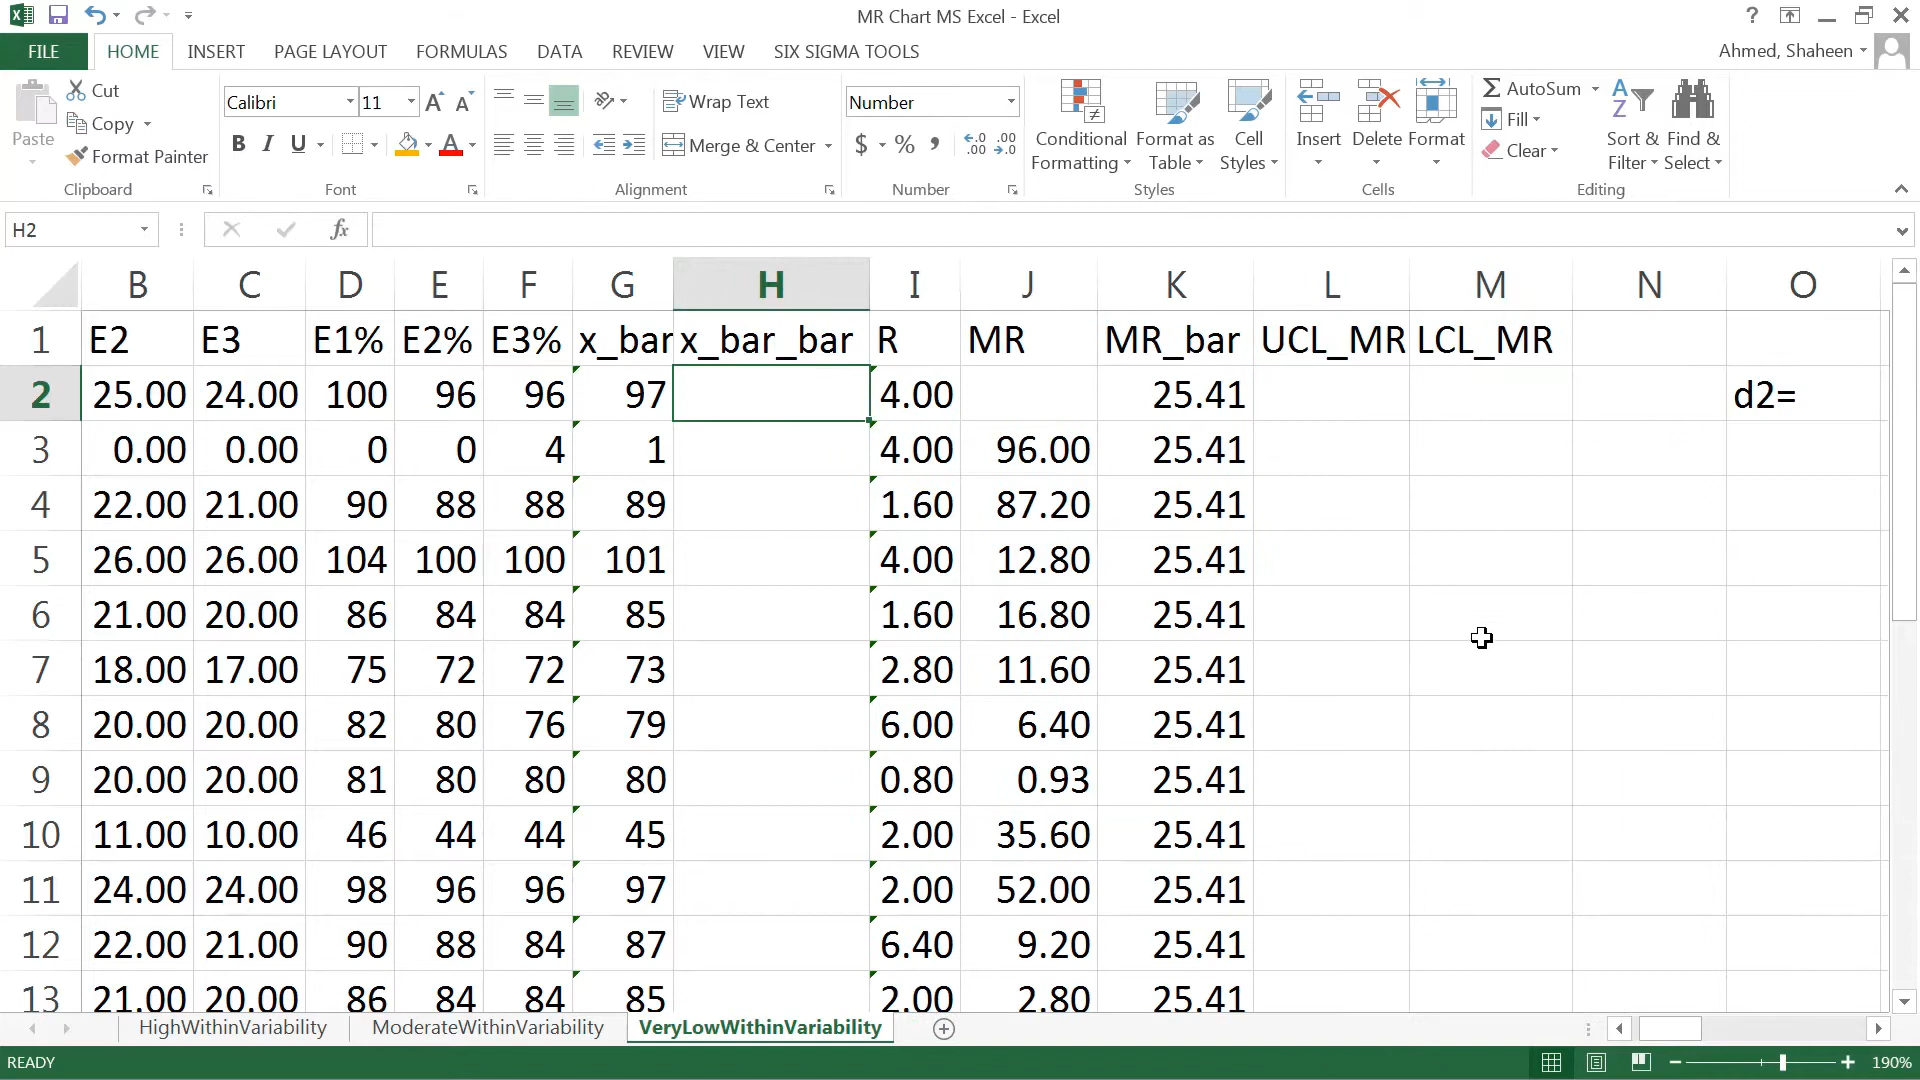 MR Chart MS Excel - Excel
?
FILE HOME INSERT PAGE LAYOUT FORMULAS DATA REVIEW VIEW SIX SIGMA TOOLS Ahmed, Shaheen
Paste
Cut
Copy
Format Painter
Clipboard
Calibri 11
B I U A
Font
Wrap Text
Merge & Center
Alignment
Number
$ % ,
Number
Conditional Formatting
Format as Table
Cell Styles
Styles
Insert Delete Format
Cells
AutoSum
Fill
Clear
Sort & Filter
Find & Select
Editing
H2 fx
B C D E F G H I J K L M N O
1 E2 E3 E1% E2% E3% x_bar x_bar_bar R MR MR_bar UCL_MR LCL_MR
2 25.00 24.00 100 96 96 97 4.00 25.41 d2=
3 0.00 0.00 0 0 4 1 4.00 96.00 25.41
4 22.00 21.00 90 88 88 89 1.60 87.20 25.41
5 26.00 26.00 104 100 100 101 4.00 12.80 25.41
6 21.00 20.00 86 84 84 85 1.60 16.80 25.41
7 18.00 17.00 75 72 72 73 2.80 11.60 25.41
8 20.00 20.00 82 80 76 79 6.00 6.40 25.41
9 20.00 20.00 81 80 80 80 0.80 0.93 25.41
10 11.00 10.00 46 44 44 45 2.00 35.60 25.41
11 24.00 24.00 98 96 96 97 2.00 52.00 25.41
12 22.00 21.00 90 88 84 87 6.40 9.20 25.41
13 21.00 20.00 86 84 84 85 2.00 2.80 25.41
HighWithinVariability ModerateWithinVariability VeryLowWithinVariability
READY 190%